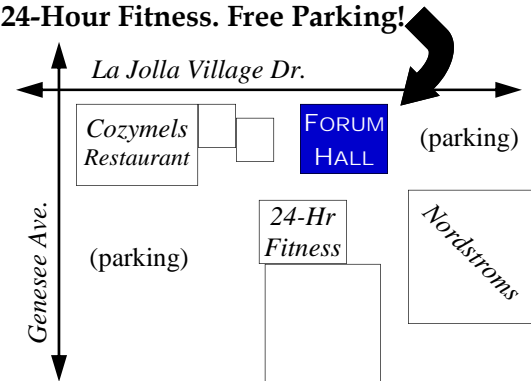 24-Hour Fitness. Free Parking!
La Jolla Village Dr.
Cozymels
Restaurant
FORUM
HALL
(parking)
24-Hr
Fitness
Nordstroms
(parking)
Genesee Ave.